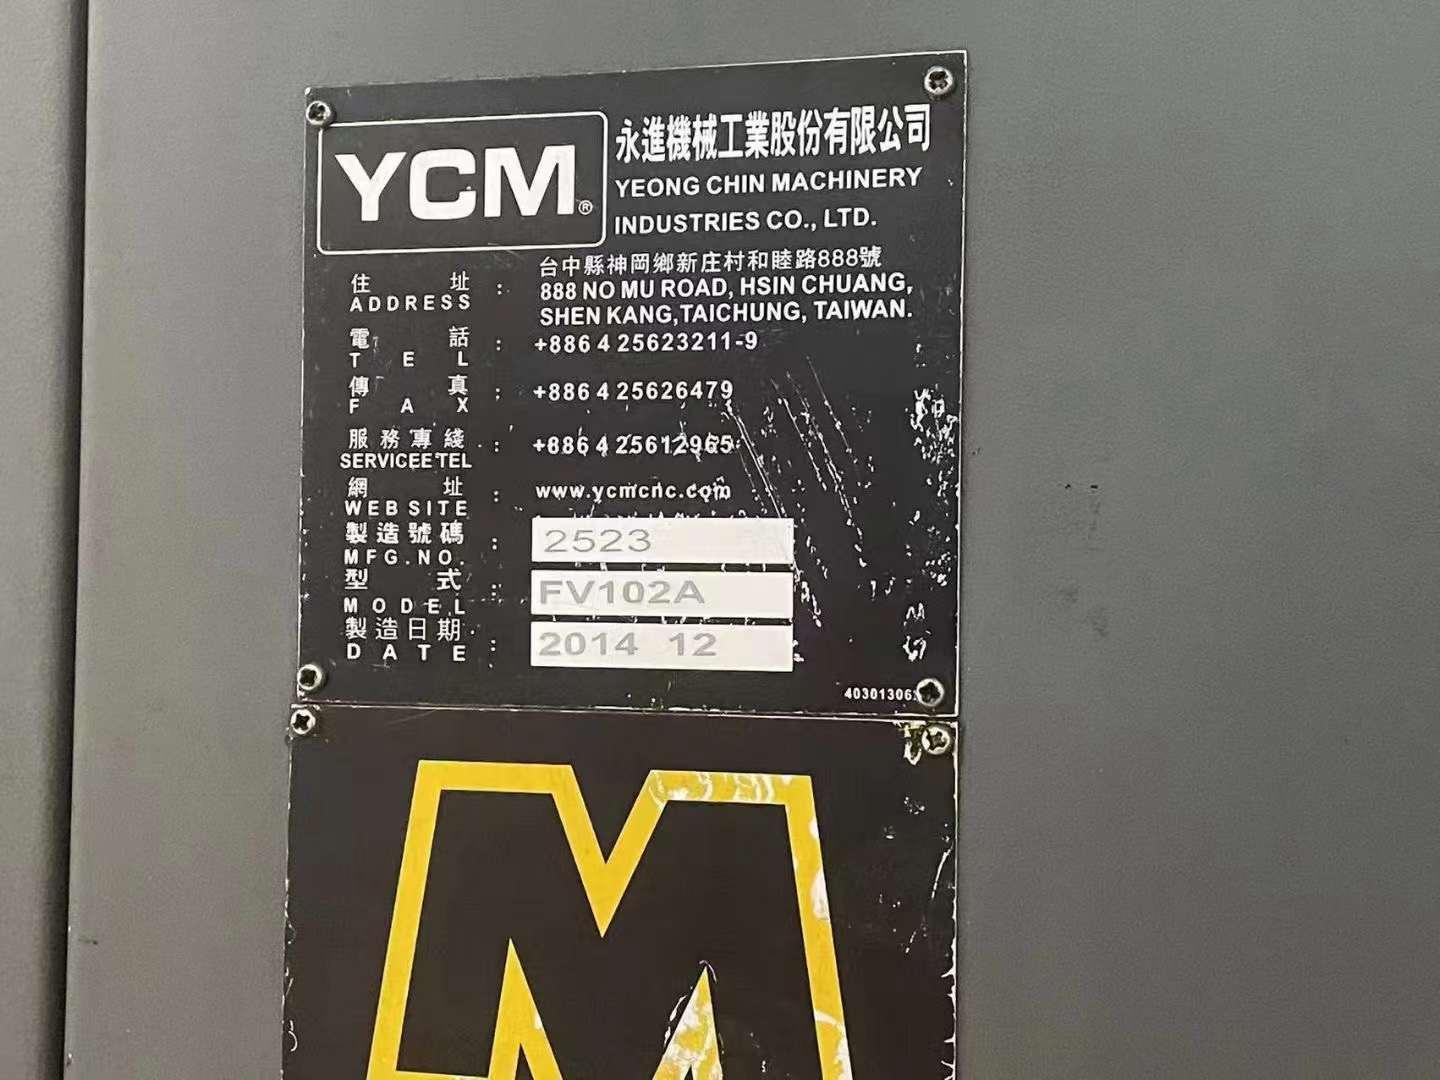 YCM®
永進機械工業股份有限公司
YEONG CHIN MACHINERY
INDUSTRIES CO., LTD.
住址 ADDRESS : 台中縣神岡鄉新庄村和睦路888號
888 NO MU ROAD, HSIN CHUANG,
SHEN KANG,TAICHUNG, TAIWAN.
電話 TEL : +886 4 25623211-9
傳真 FAX : +886 4 25626479
服務專綫 SERVICEE TEL : +886 4 25612965
網址 WEBSITE : www.ycmcnc.com
製造號碼 MFG.NO. : 2523
型式 MODEL : FV102A
製造日期 DATE : 2014 12
40301306
M